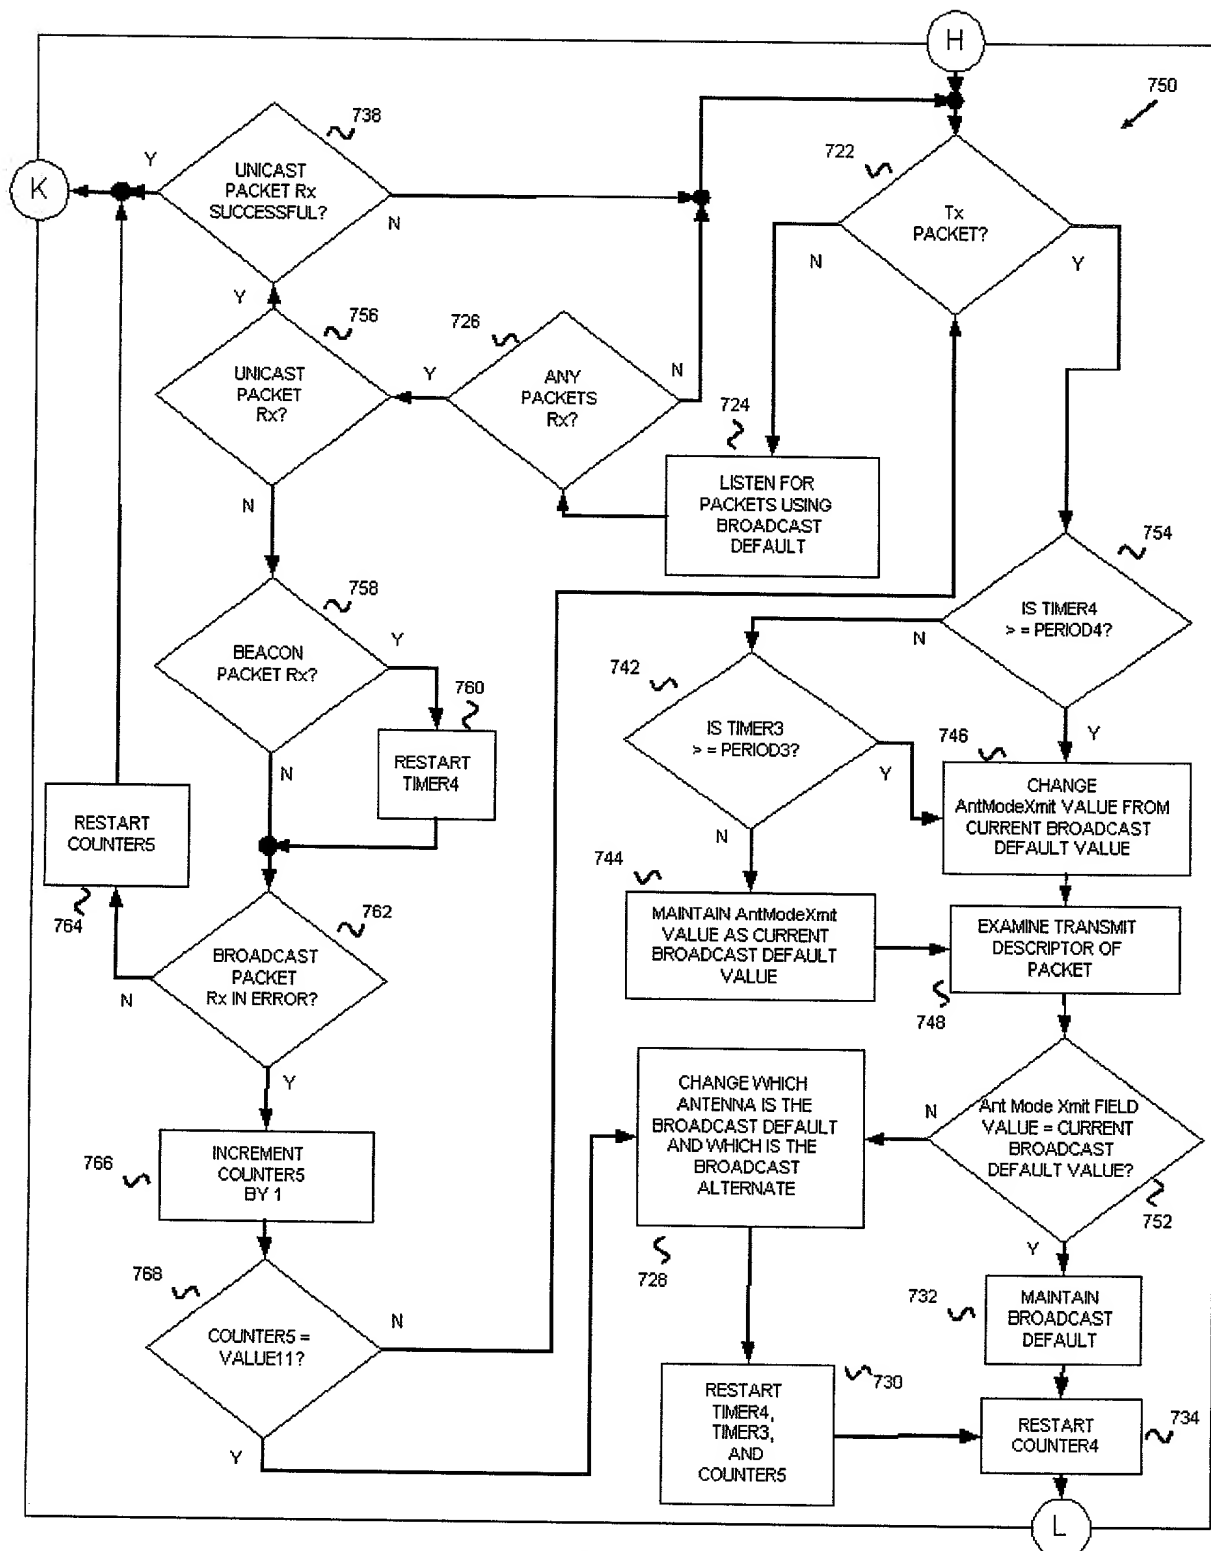 H
750
738
Y
UNICAST
PACKET Rx
SUCCESSFUL?
N
K
722
Tx
PACKET?
N
Y
Y
756
UNICAST
PACKET
Rx?
N
726
Y
ANY
PACKETS
Rx?
N
724
LISTEN FOR
PACKETS USING
BROADCAST
DEFAULT
754
IS TIMER4
> = PERIOD4?
N
Y
758
BEACON
PACKET Rx?
Y
N
760
RESTART
TIMER4
742
IS TIMER3
> = PERIOD3?
Y
N
746
CHANGE
AntModeXmit VALUE FROM
CURRENT BROADCAST
DEFAULT VALUE
RESTART
COUNTER5
764
744
MAINTAIN AntModeXmit
VALUE AS CURRENT
BROADCAST DEFAULT
VALUE
EXAMINE TRANSMIT
DESCRIPTOR OF
PACKET
748
762
BROADCAST
PACKET
Rx IN ERROR?
N
Y
CHANGE WHICH
ANTENNA IS THE
BROADCAST DEFAULT
AND WHICH IS THE
BROADCAST
ALTERNATE
728
N
Ant Mode Xmit FIELD
VALUE = CURRENT
BROADCAST
DEFAULT VALUE?
752
Y
766
INCREMENT
COUNTER5
BY 1
768
COUNTER5 =
VALUE11?
N
Y
732
MAINTAIN
BROADCAST
DEFAULT
730
RESTART
TIMER4,
TIMER3,
AND
COUNTER5
RESTART
COUNTER4
734
L